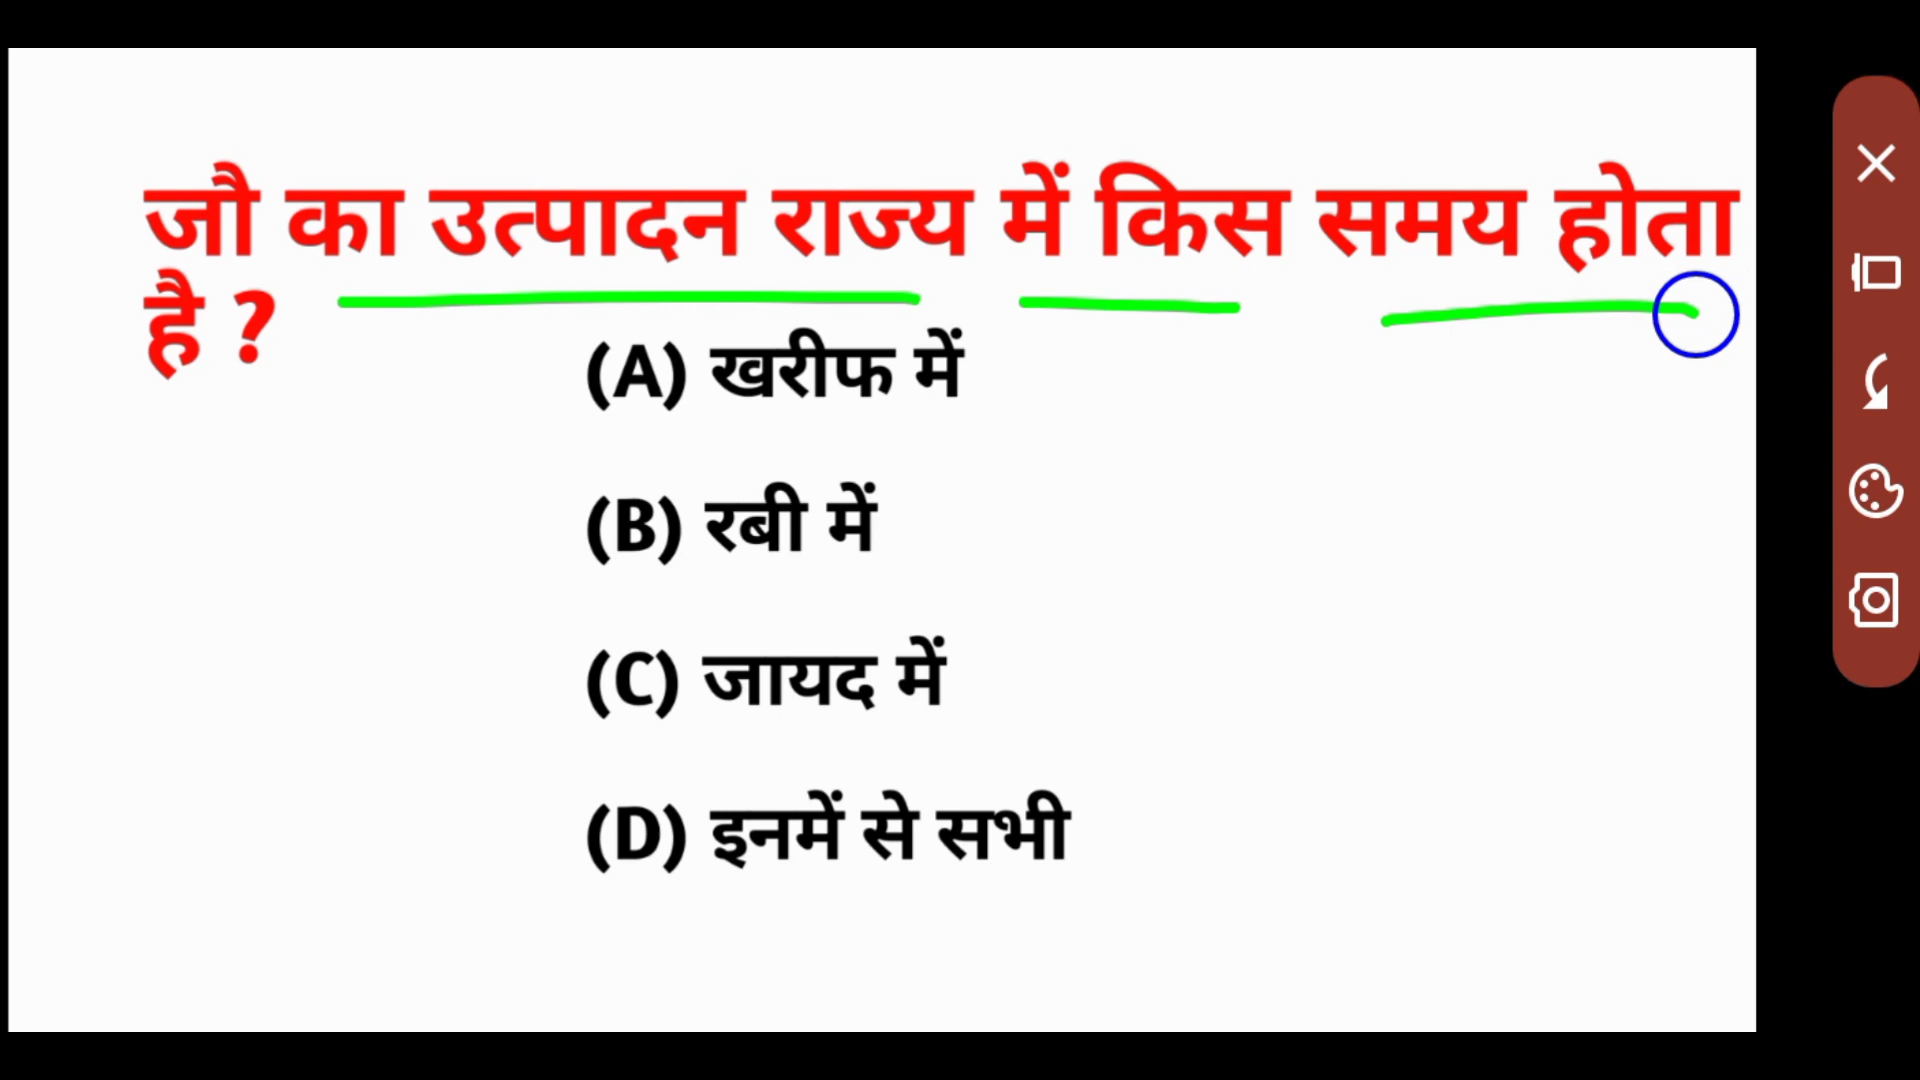 जौ का उत्पादन राज्य में किस समय होता
है ?
(A) खरीफ में
(B) रबी में
(C) जायद में
(D) इनमें से सभी